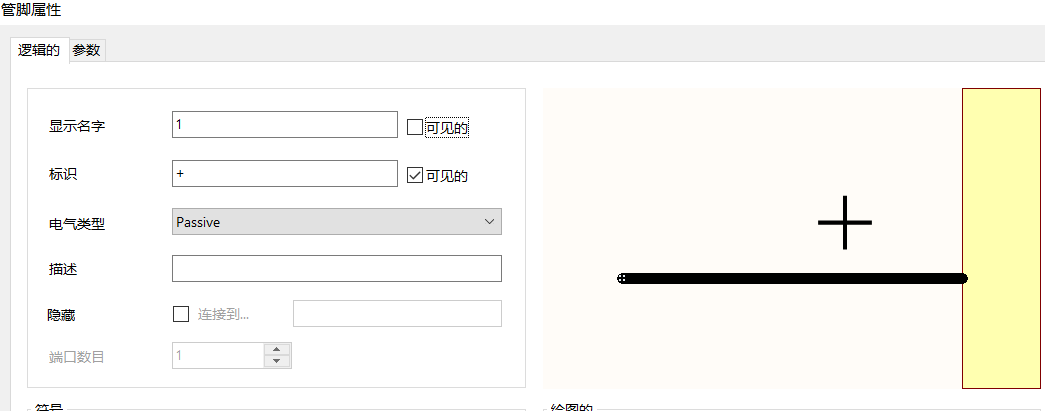 管脚属性
逻辑的 参数
显示名字 1 可见的
标识 + 可见的
电气类型 Passive
描述
隐藏 连接到...
端口数目 1
符号 绘图的